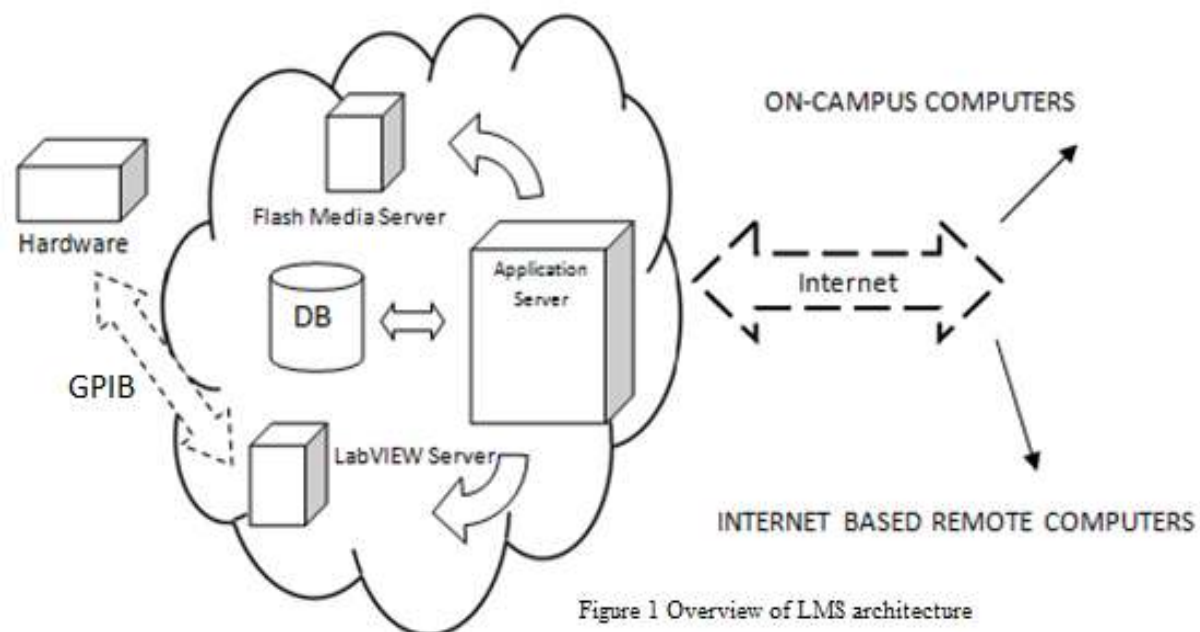 ON-CAMPUS COMPUTERS
Flash Media Server
Hardware
Application
Server
Internet
DB
GPIB
LabVIEW Server
INTERNET BASED REMOTE COMPUTERS
Figure 1 Overview of LMS architecture